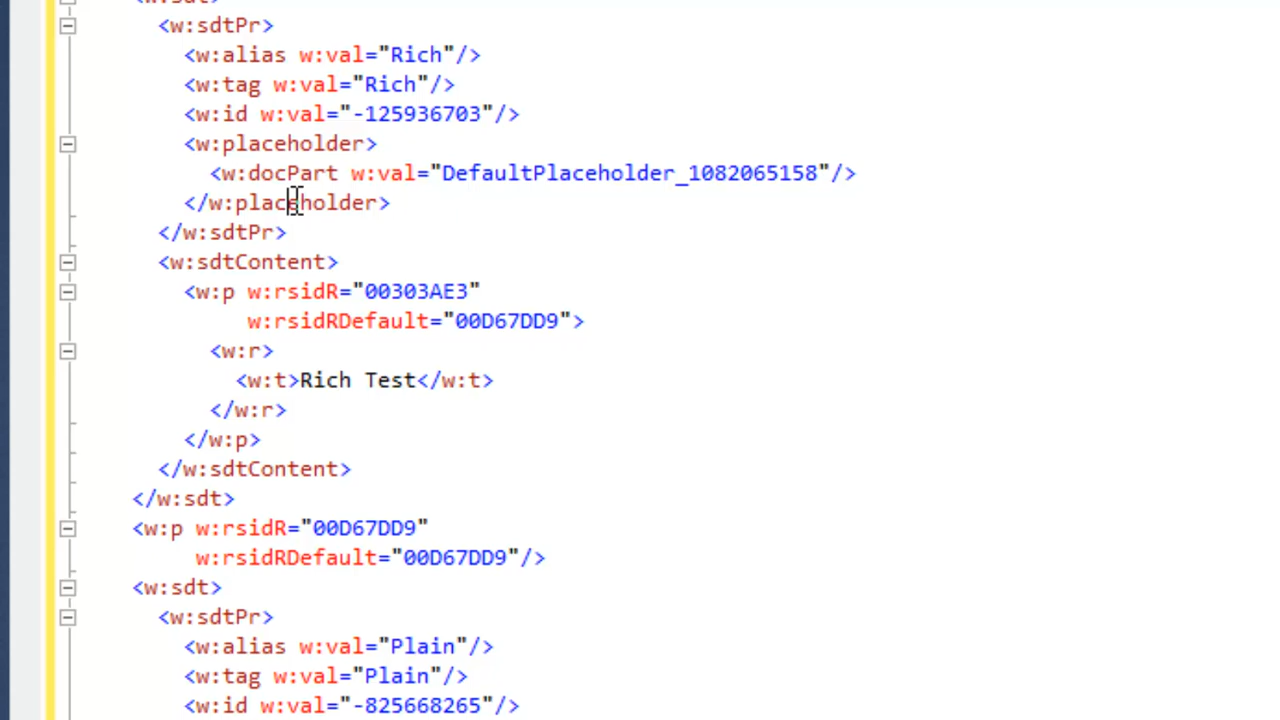 <w:sdt>
<w:sdtPr>
<w:alias w:val="Rich"/>
<w:tag w:val="Rich"/>
<w:id w:val="-125936703"/>
<w:placeholder>
<w:docPart w:val="DefaultPlaceholder_1082065158"/>
</w:placeholder>
</w:sdtPr>
<w:sdtContent>
<w:p w:rsidR="00303AE3"
w:rsidRDefault="00D67DD9">
<w:r>
<w:t>Rich Test</w:t>
</w:r>
</w:p>
</w:sdtContent>
</w:sdt>
<w:p w:rsidR="00D67DD9"
w:rsidRDefault="00D67DD9"/>
<w:sdt>
<w:sdtPr>
<w:alias w:val="Plain"/>
<w:tag w:val="Plain"/>
<w:id w:val="-825668265"/>